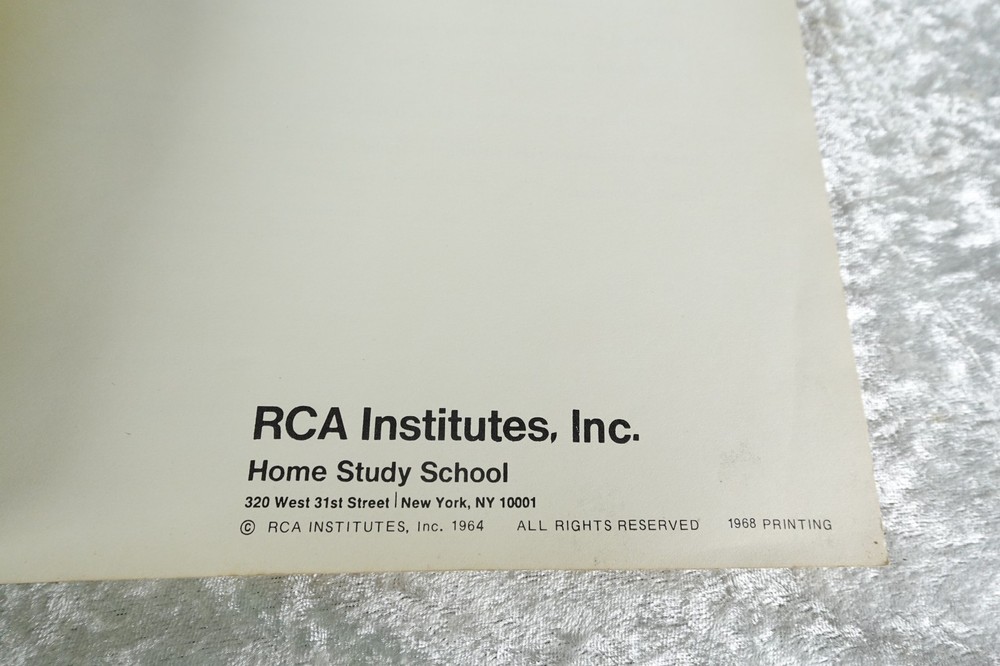 RCA Institutes, Inc.
Home Study School
320 West 31st Street | New York, NY 10001
© RCA INSTITUTES, Inc. 1964 ALL RIGHTS RESERVED 1968 PRINTING